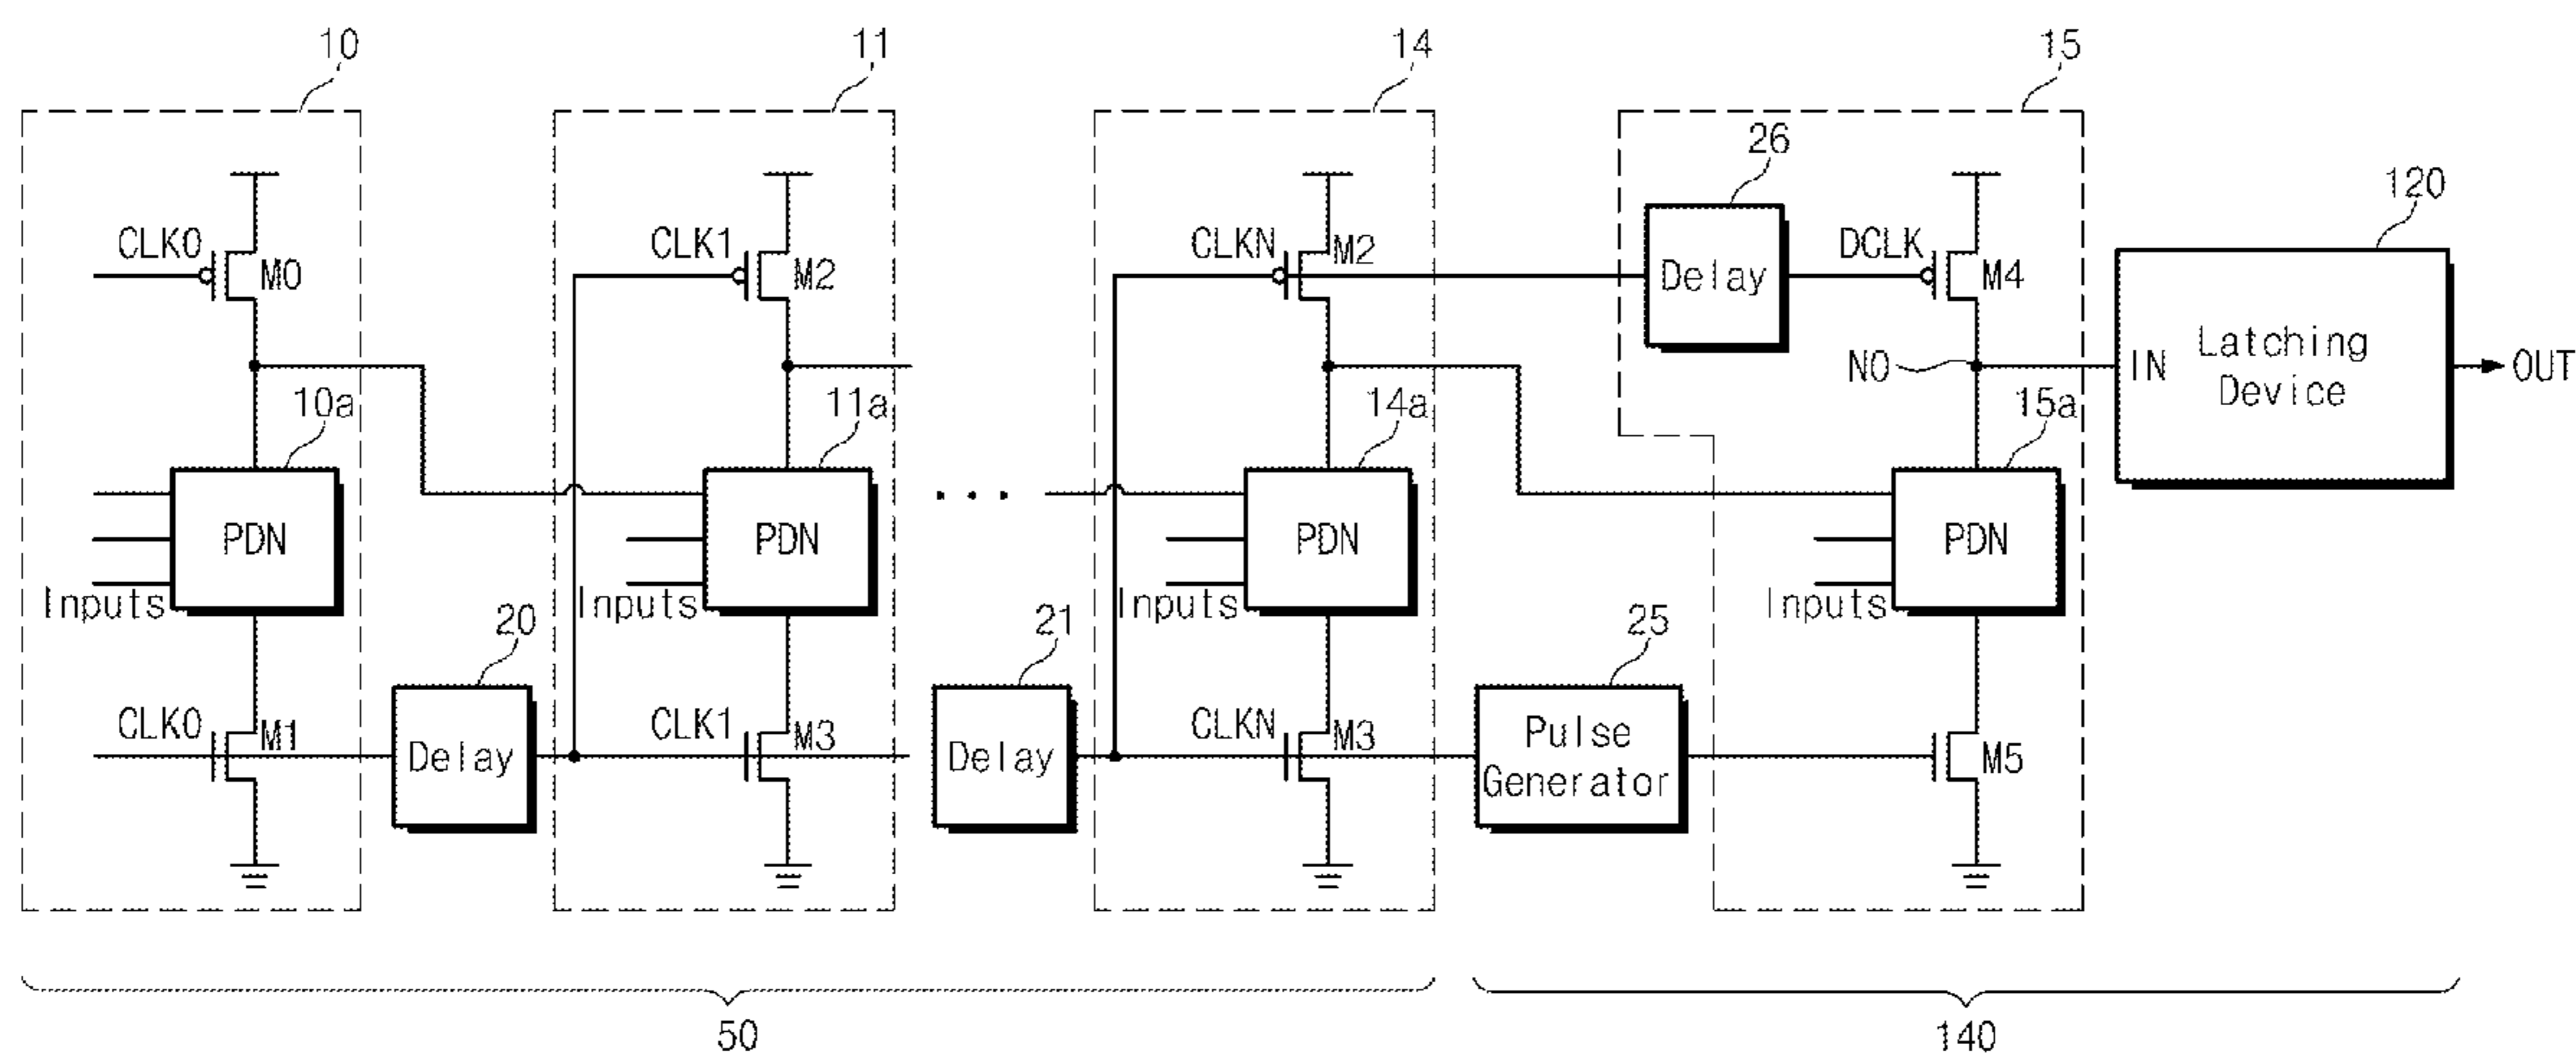 10 11 14 15
26
120
CLK0 CLK1 CLKN DCLK
M0 M2 M2 Delay M4
Latching
Device
N0 IN OUT
10a 11a 14a 15a
PDN PDN PDN PDN
Inputs Inputs Inputs Inputs
20 21 25
CLK0 M1 CLK1 M3 CLKN M3 Pulse
Generator
Delay Delay M5
50 140